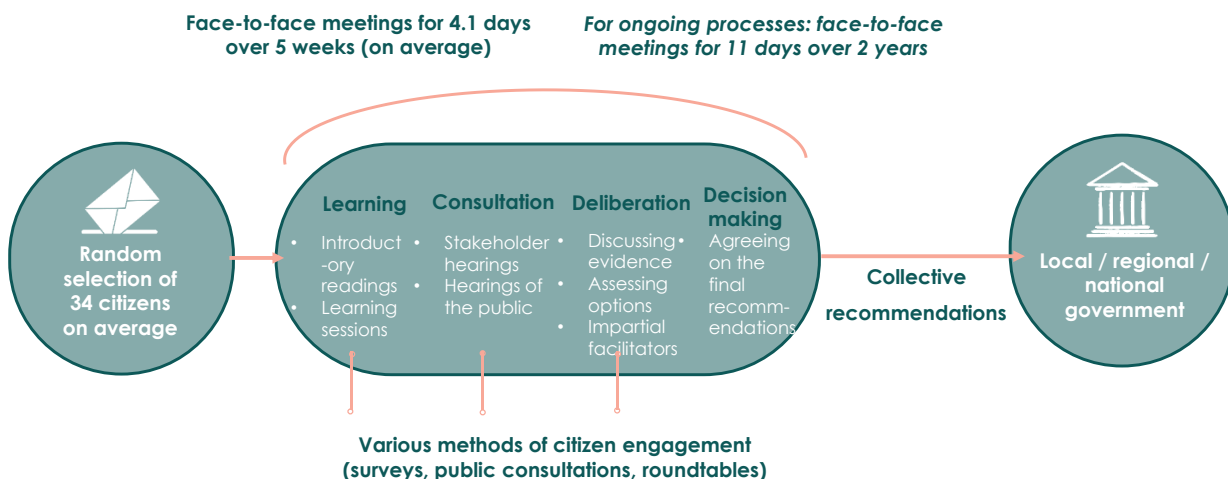 Face-to-face meetings for 4.1 days
over 5 weeks (on average)
For ongoing processes: face-to-face
meetings for 11 days over 2 years
Random
selection of
34 citizens
on average
Learning
• Introduct
-ory
readings
• Learning
sessions
Consultation
• Stakeholder
hearings
• Hearings of
the public
Deliberation
• Discussing
evidence
• Assessing
options
• Impartial
facilitators
Decision
making
• Agreeing
on the
final
recomm-
endations
Collective
recommendations
Local / regional /
national
government
Various methods of citizen engagement
(surveys, public consultations, roundtables)